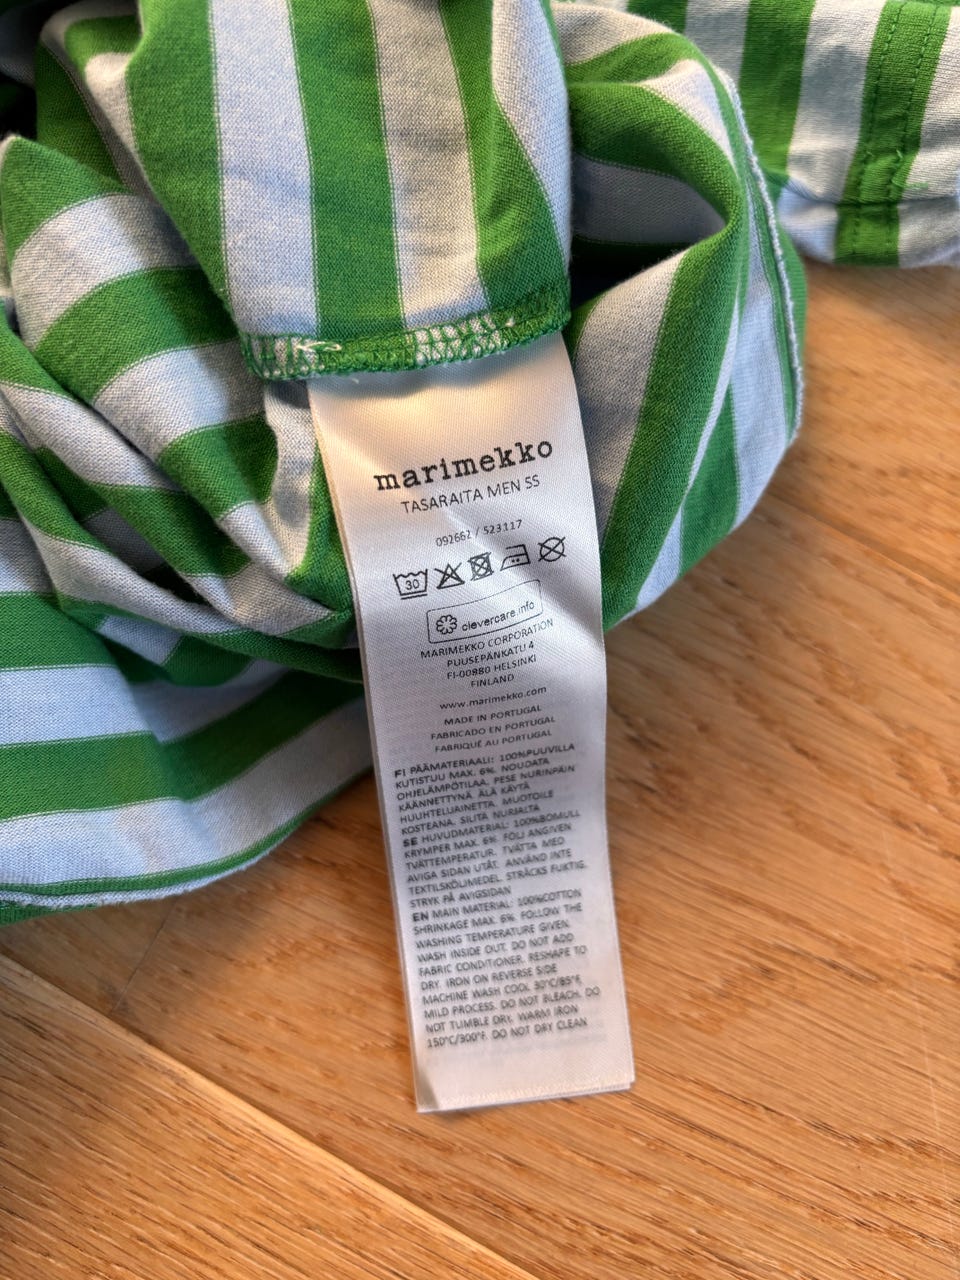 marimekko
TASARAITA MEN SS
092662 / 523117
30
clevercare.info
MARIMEKKO CORPORATION
PUUSEPÄNKATU 4
FI-00880 HELSINKI
FINLAND
www.marimekko.com
MADE IN PORTUGAL
FABRICADO EN PORTUGAL
FABRIQUÉ AU PORTUGAL
FI PÄÄMATERIAALI: 100%PUUVILLA
KUTISTUU MAX. 6%. NOUDATA
OHJELÄMPÖTILAA. PESE NURINPÄIN
KÄÄNNETTYNÄ. ÄLÄ KÄYTÄ
HUUHTELUAINETTA. MUOTOILE
KOSTEANA. SILITÄ NURJALTA
SE HUVUDMATERIAL: 100%BOMULL
KRYMPER MAX. 6%. FÖLJ ANGIVEN
TVÄTTEMPERATUR. TVÄTTA MED
AVIGA SIDAN UTÅT. ANVÄND INTE
TEXTILSKÖLJMEDEL. STRÄCKS FUKTIG.
STRYK PÅ AVIGSIDAN
EN MAIN MATERIAL: 100%COTTON
SHRINKAGE MAX. 6%. FOLLOW THE
WASHING TEMPERATURE GIVEN.
WASH INSIDE OUT. DO NOT ADD
FABRIC CONDITIONER. RESHAPE TO
DRY. IRON ON REVERSE SIDE
MACHINE WASH COOL 30°C/85°F,
MILD PROCESS. DO NOT BLEACH. DO
NOT TUMBLE DRY. WARM IRON
150°C/300°F. DO NOT DRY CLEAN